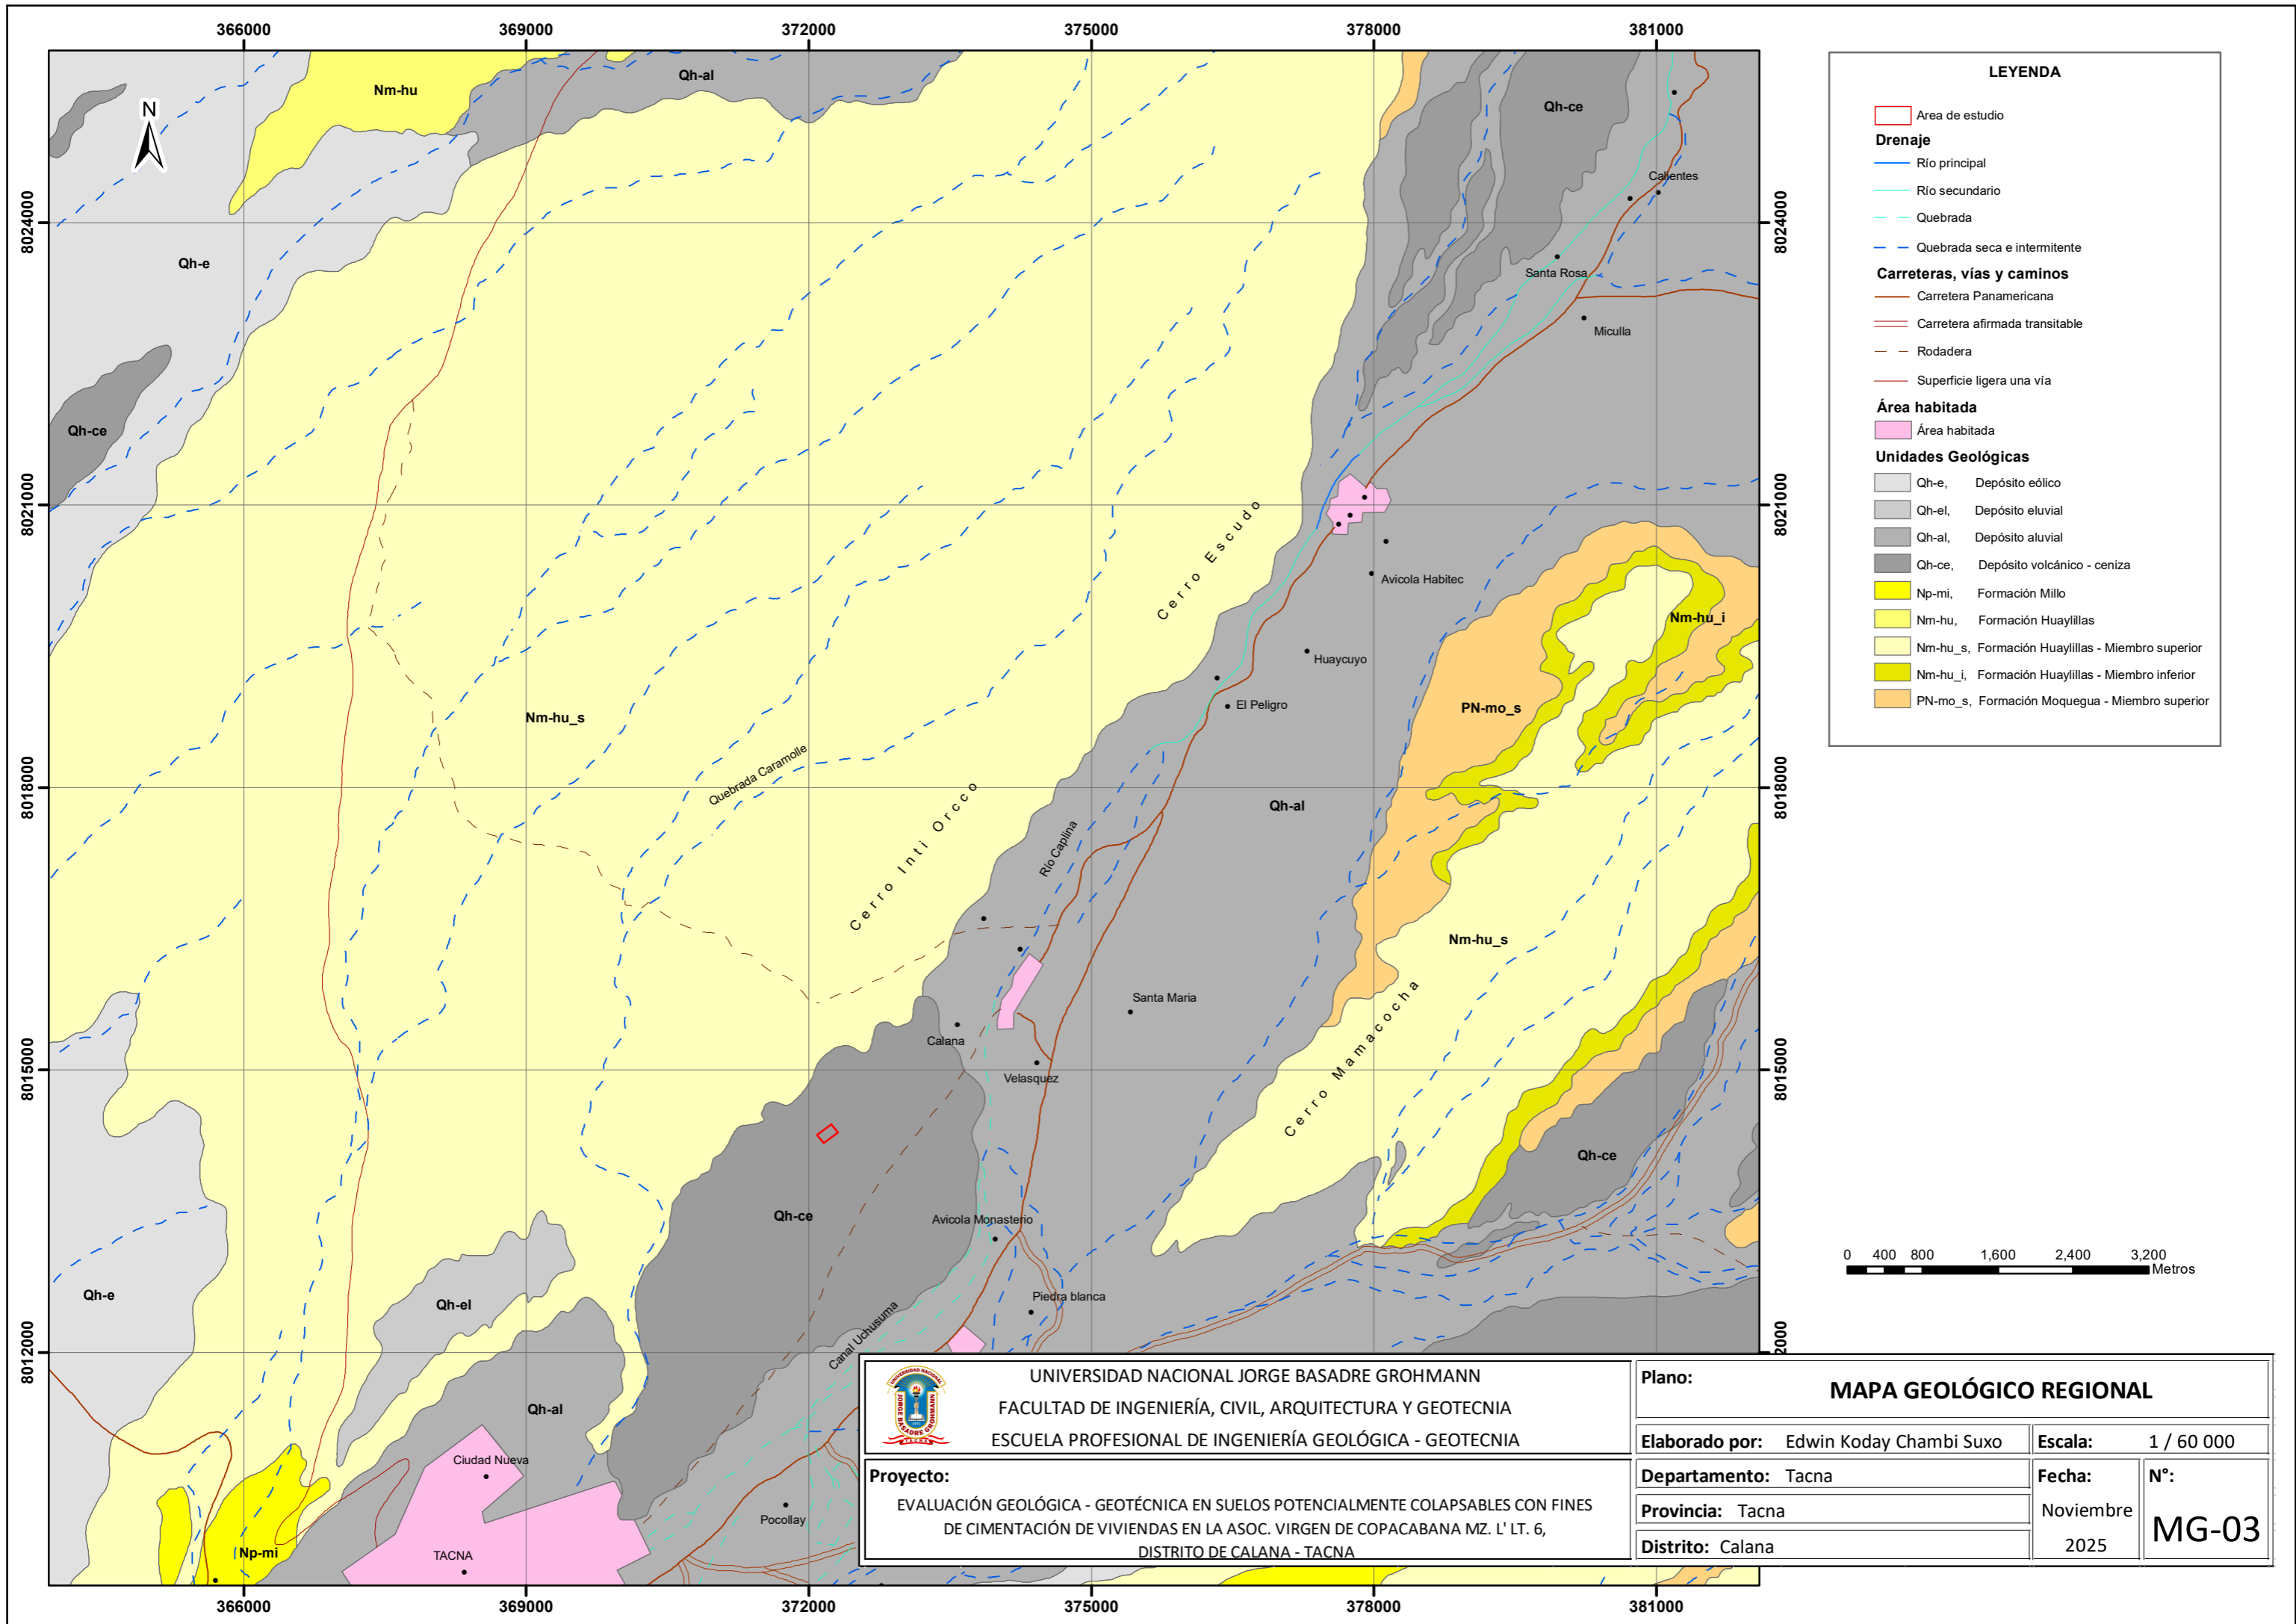 366000
369000
372000
375000
378000
381000
8024000
8021000
8018000
8015000
8012000
8024000
8021000
8018000
8015000
2000
366000
369000
372000
375000
378000
381000
N
Nm-hu
Qh-al
Qh-ce
Calientes
Qh-e
Santa Rosa
Miculla
Qh-ce
Cerro Escudo
Avicola Habitec
Nm-hu_i
Huaycuyo
El Peligro
PN-mo_s
Nm-hu_s
Quebrada Caramolle
Qh-al
Cerro Inti Orcco
Río Caplina
Nm-hu_s
Santa Maria
Calana
Velasquez
Cerro Mamacocha
Qh-ce
Qh-ce
Avicola Monasterio
Qh-e
Qh-el
Piedra blanca
Canal Uchusuma
Qh-al
Ciudad Nueva
Pocollay
Np-mi
TACNA
LEYENDA
Area de estudio
Drenaje
Río principal
Río secundario
Quebrada
Quebrada seca e intermitente
Carreteras, vías y caminos
Carretera Panamericana
Carretera afirmada transitable
Rodadera
Superficie ligera una vía
Área habitada
Área habitada
Unidades Geológicas
Qh-e, Depósito eólico
Qh-el, Depósito eluvial
Qh-al, Depósito aluvial
Qh-ce, Depósito volcánico - ceniza
Np-mi, Formación Millo
Nm-hu, Formación Huaylillas
Nm-hu_s, Formación Huaylillas - Miembro superior
Nm-hu_i, Formación Huaylillas - Miembro inferior
PN-mo_s, Formación Moquegua - Miembro superior
0 400 800 1,600 2,400 3,200
Metros
UNIVERSIDAD NACIONAL JORGE BASADRE GROHMANN
FACULTAD DE INGENIERÍA, CIVIL, ARQUITECTURA Y GEOTECNIA
ESCUELA PROFESIONAL DE INGENIERÍA GEOLÓGICA - GEOTECNIA
Proyecto:
EVALUACIÓN GEOLÓGICA - GEOTÉCNICA EN SUELOS POTENCIALMENTE COLAPSABLES CON FINES
DE CIMENTACIÓN DE VIVIENDAS EN LA ASOC. VIRGEN DE COPACABANA MZ. L' LT. 6,
DISTRITO DE CALANA - TACNA
Plano:
MAPA GEOLÓGICO REGIONAL
Elaborado por: Edwin Koday Chambi Suxo
Escala: 1 / 60 000
Departamento: Tacna
Provincia: Tacna
Distrito: Calana
Fecha:
Noviembre
2025
N°:
MG-03